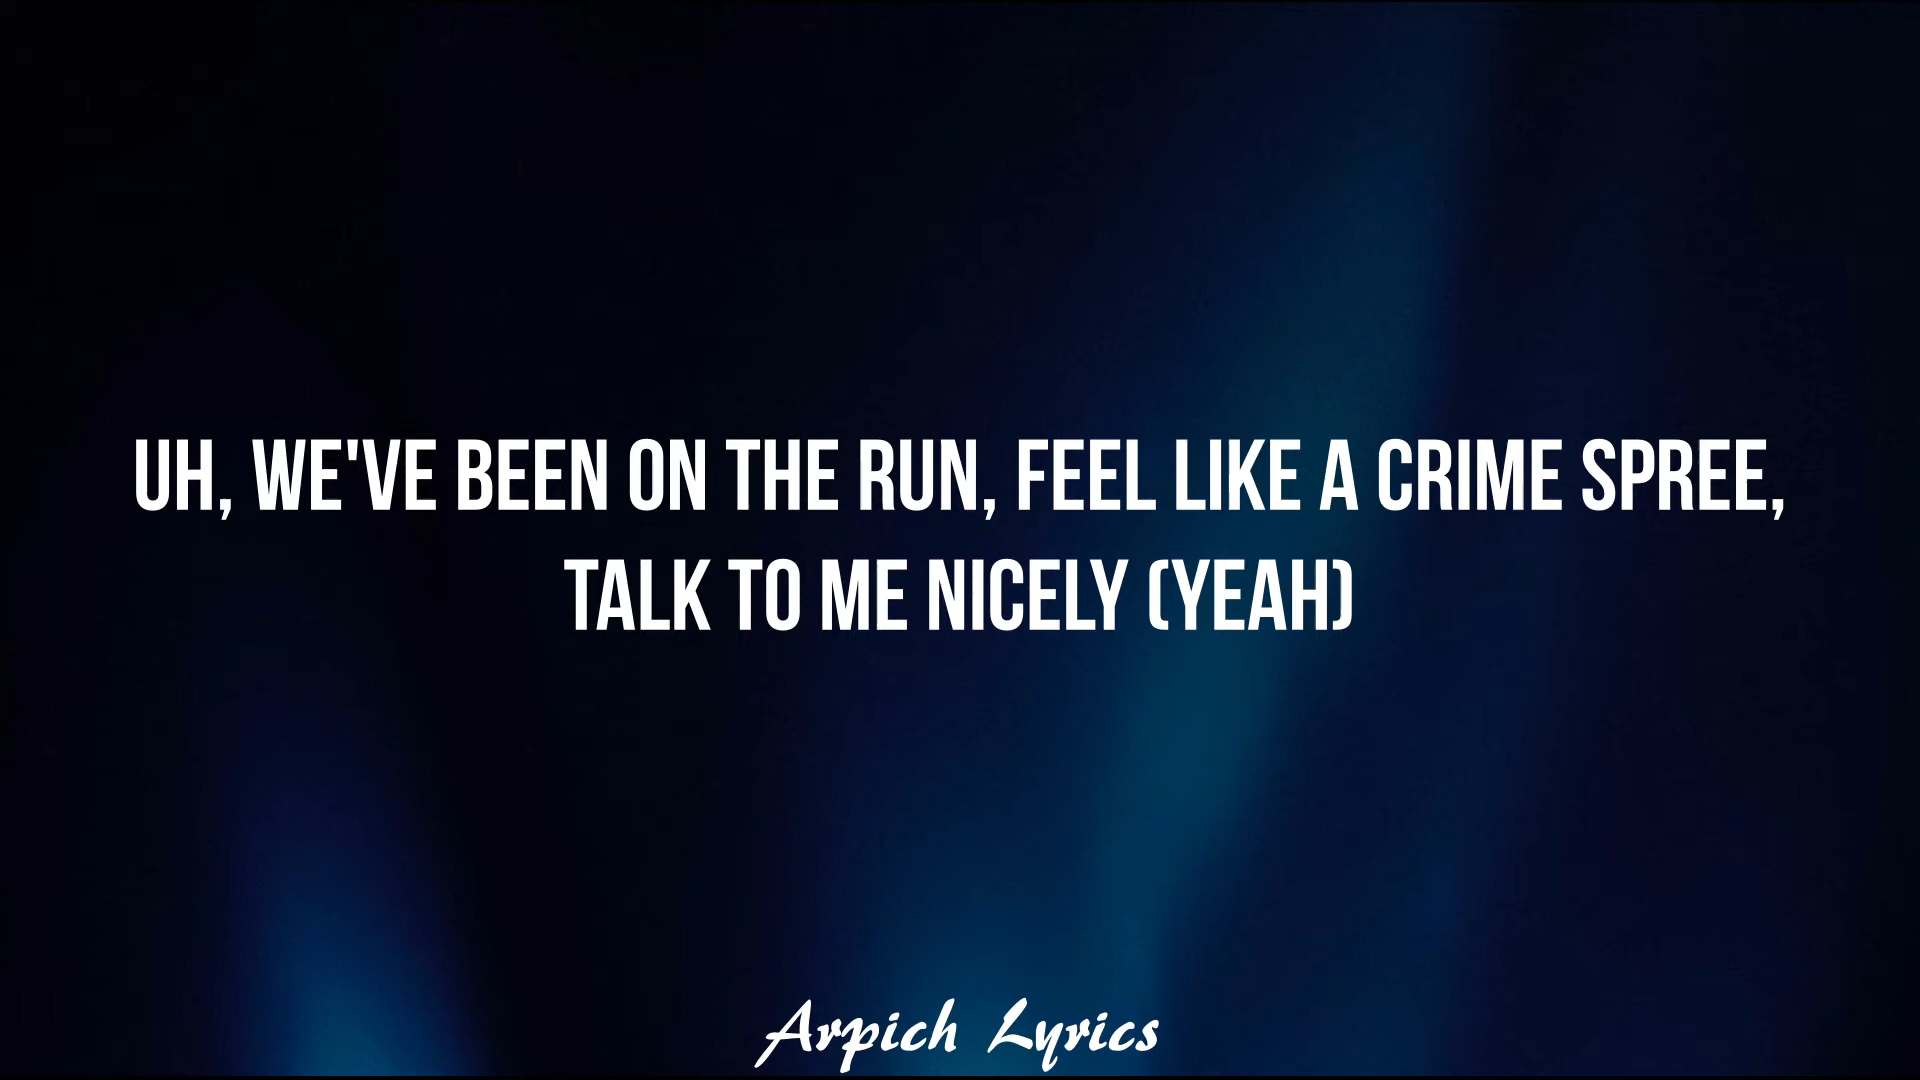 UH, WE'VE BEEN ON THE RUN, FEEL LIKE A CRIME SPREE,
TALK TO ME NICELY (YEAH)
Arpich Lyrics